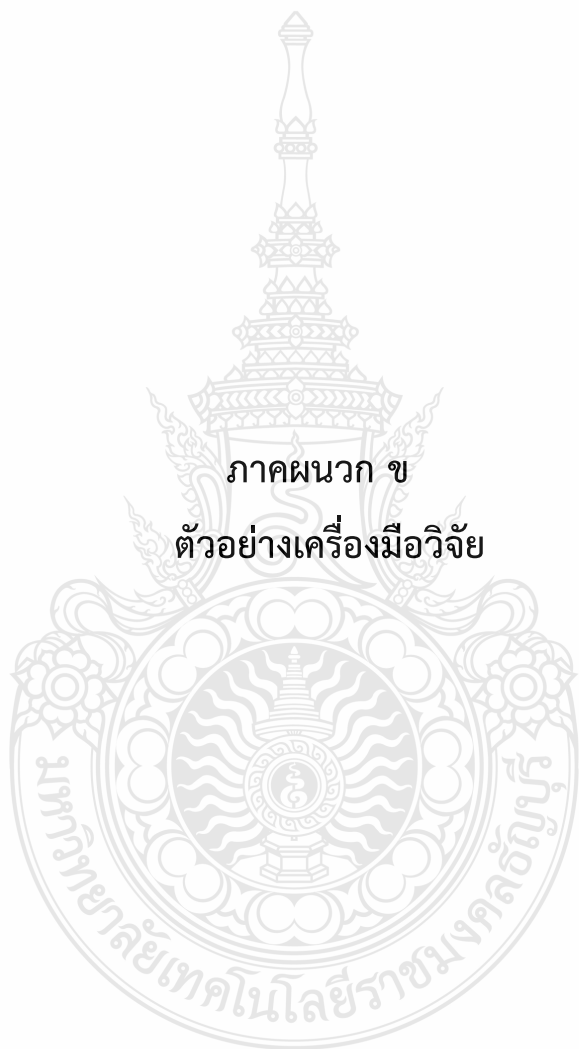 ภาคผนวก ข
ตัวอย่างเครื่องมือวิจัย
มหาวิทยาลัยเทคโนโลยีราชมงคลธัญบุรี